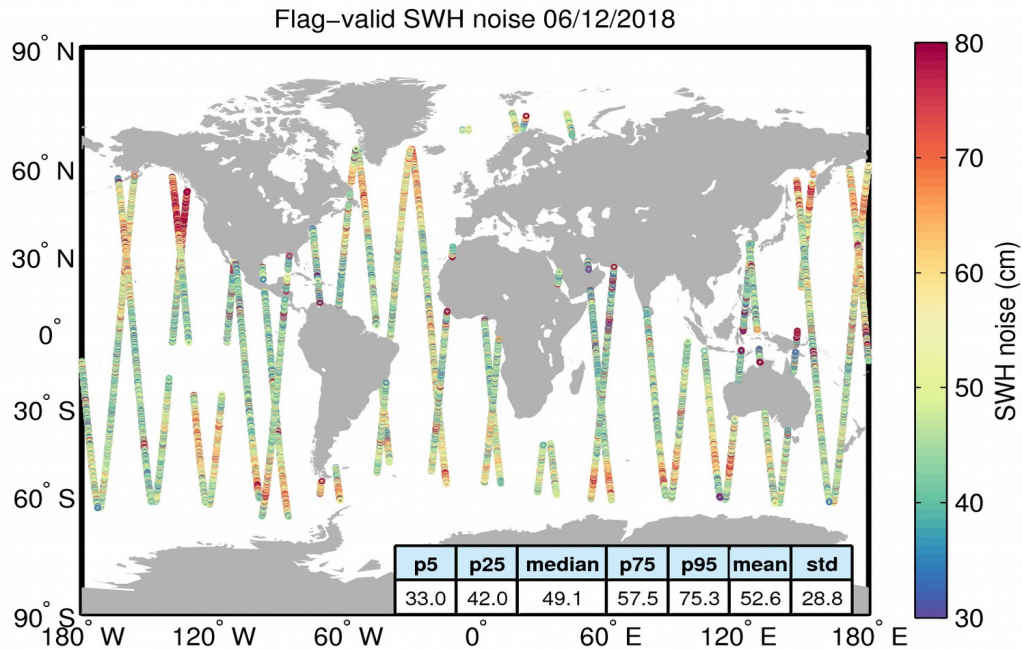 Flag−valid SWH noise 06/12/2018
90° N
60° N
30° N
0°
30° S
60° S
90° S
180° W 120° W 60° W 0° 60° E 120° E 180° E
80
70
60
50
40
30
SWH noise (cm)
p5 p25 median p75 p95 mean std
33.0 42.0 49.1 57.5 75.3 52.6 28.8